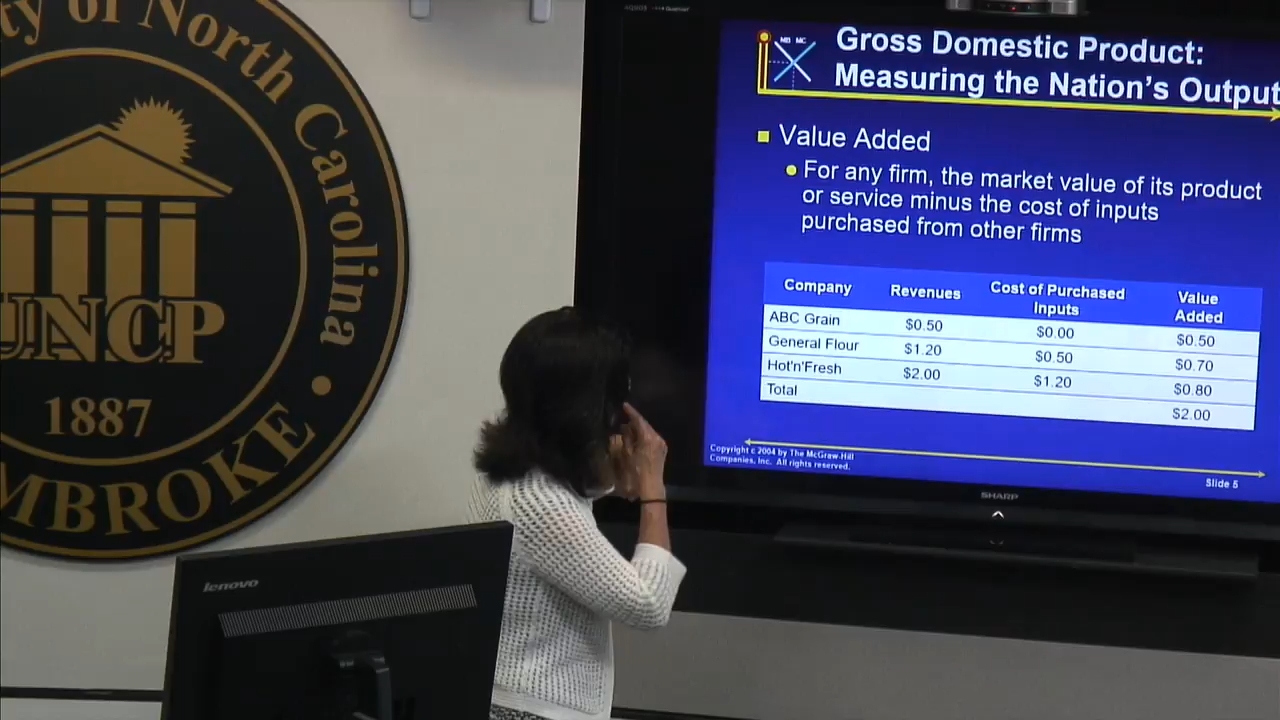 ty of North Carolina
UNCP
1887
MBROKE
lenovo
MB MC
Gross Domestic Product:
Measuring the Nation's Output
Value Added
For any firm, the market value of its product
or service minus the cost of inputs
purchased from other firms
Company Revenues Cost of Purchased Inputs Value Added
ABC Grain $0.50 $0.00 $0.50
General Flour $1.20 $0.50 $0.70
Hot'n'Fresh $2.00 $1.20 $0.80
Total $2.00
Copyright c 2004 by The McGraw-Hill
Companies, Inc. All rights reserved.
Slide 5
SHARP